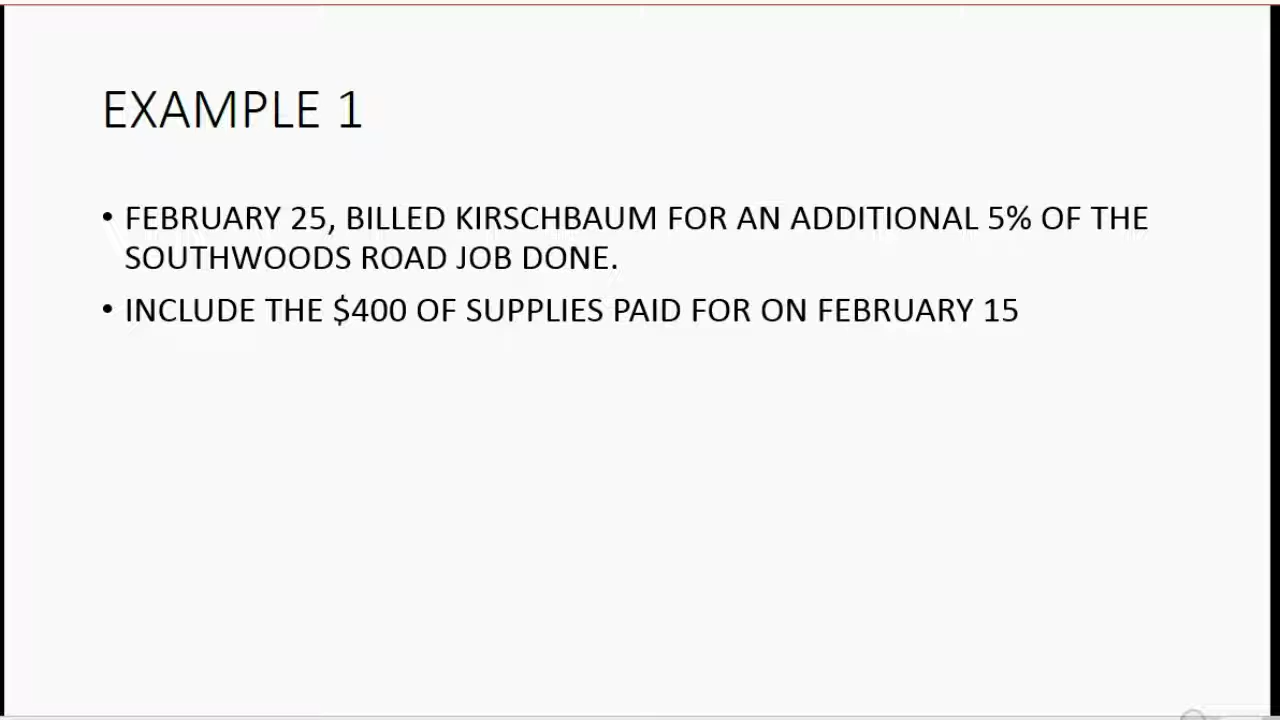 EXAMPLE 1
• FEBRUARY 25, BILLED KIRSCHBAUM FOR AN ADDITIONAL 5% OF THE
SOUTHWOODS ROAD JOB DONE.
• INCLUDE THE $400 OF SUPPLIES PAID FOR ON FEBRUARY 15